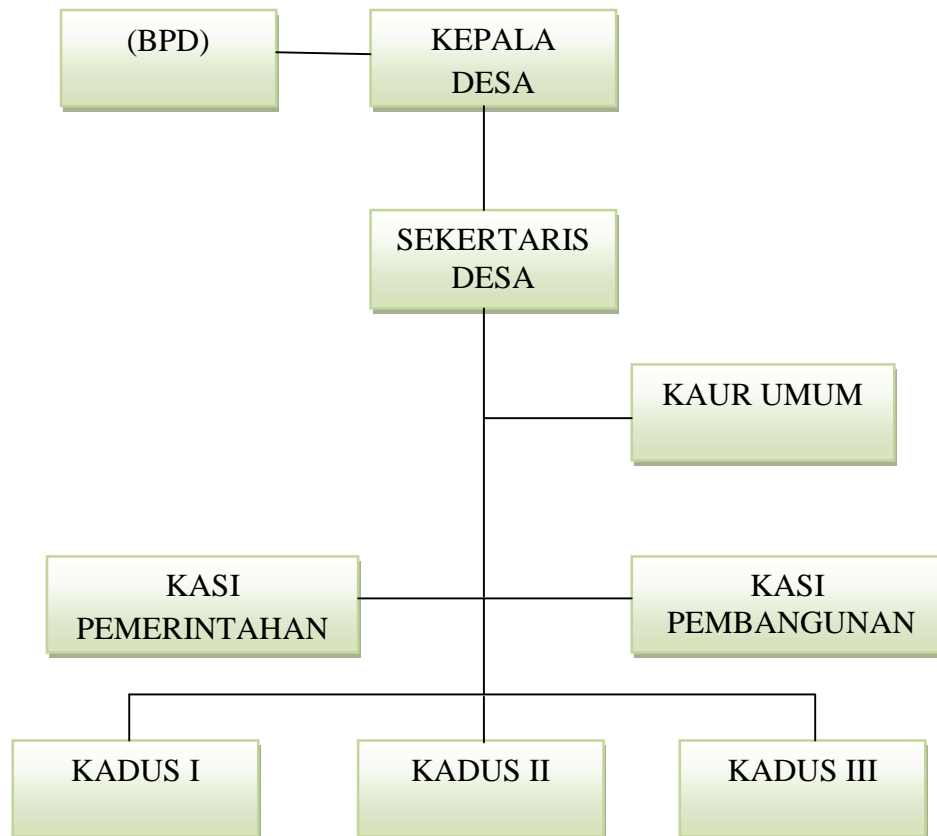 (BPD)
KEPALA
DESA
SEKERTARIS
DESA
KAUR UMUM
KASI
PEMERINTAHAN
KASI
PEMBANGUNAN
KADUS I
KADUS II
KADUS III